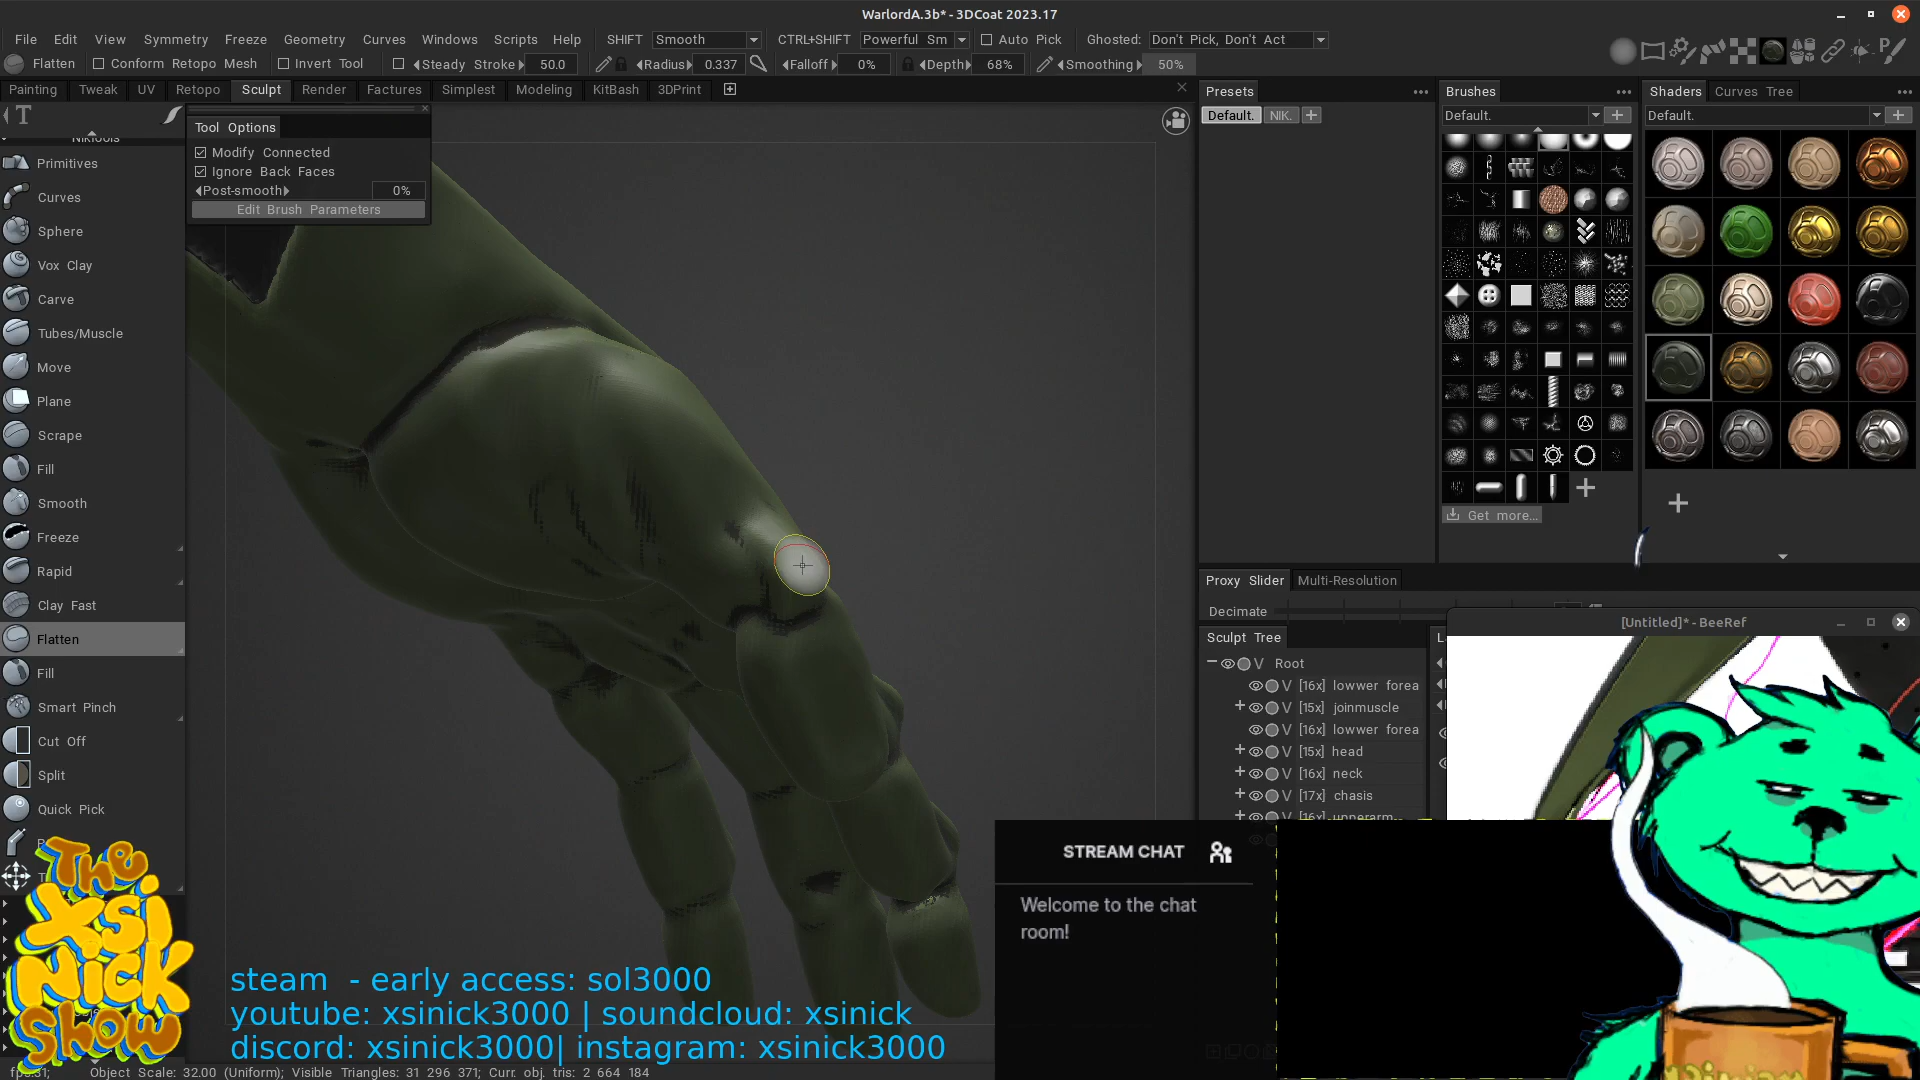 WarlordA.3b* - 3DCoat 2023.17
File Edit View Symmetry Freeze Geometry Curves Windows Scripts Help SHIFT Smooth CTRL+SHIFT Powerful Sm Auto Pick Ghosted: Don't Pick, Don't Act
Flatten Conform Retopo Mesh Invert Tool Steady Stroke 50.0 Radius 0.337 Falloff 0% Depth 68% Smoothing 50%
Painting Tweak UV Retopo Sculpt Render Factures Simplest Modeling KitBash 3DPrint
Tool Options
Modify Connected
Ignore Back Faces
Post-smooth 0%
Edit Brush Parameters
Primitives
Curves
Sphere
Vox Clay
Carve
Tubes/Muscle
Move
Plane
Scrape
Fill
Smooth
Freeze
Rapid
Clay Fast
Flatten
Fill
Smart Pinch
Cut Off
Split
Quick Pick
Presets
Default. NIK.
Brushes
Default.
Get more...
Shaders Curves Tree
Default.
Proxy Slider Multi-Resolution
Decimate
Sculpt Tree
Root
V [16x] lowwer forea
V [15x] joinmuscle
V [16x] lowwer forea
V [15x] head
V [16x] neck
V [17x] chasis
[Untitled]* - BeeRef
STREAM CHAT
Welcome to the chat
room!
The
Xsi
Nick
Show
steam - early access: sol3000
youtube: xsinick3000 | soundcloud: xsinick
discord: xsinick3000| instagram: xsinick3000
Object Scale: 32.00 (Uniform); Visible Triangles: 31 296 371; Curr. obj. tris: 2 664 184